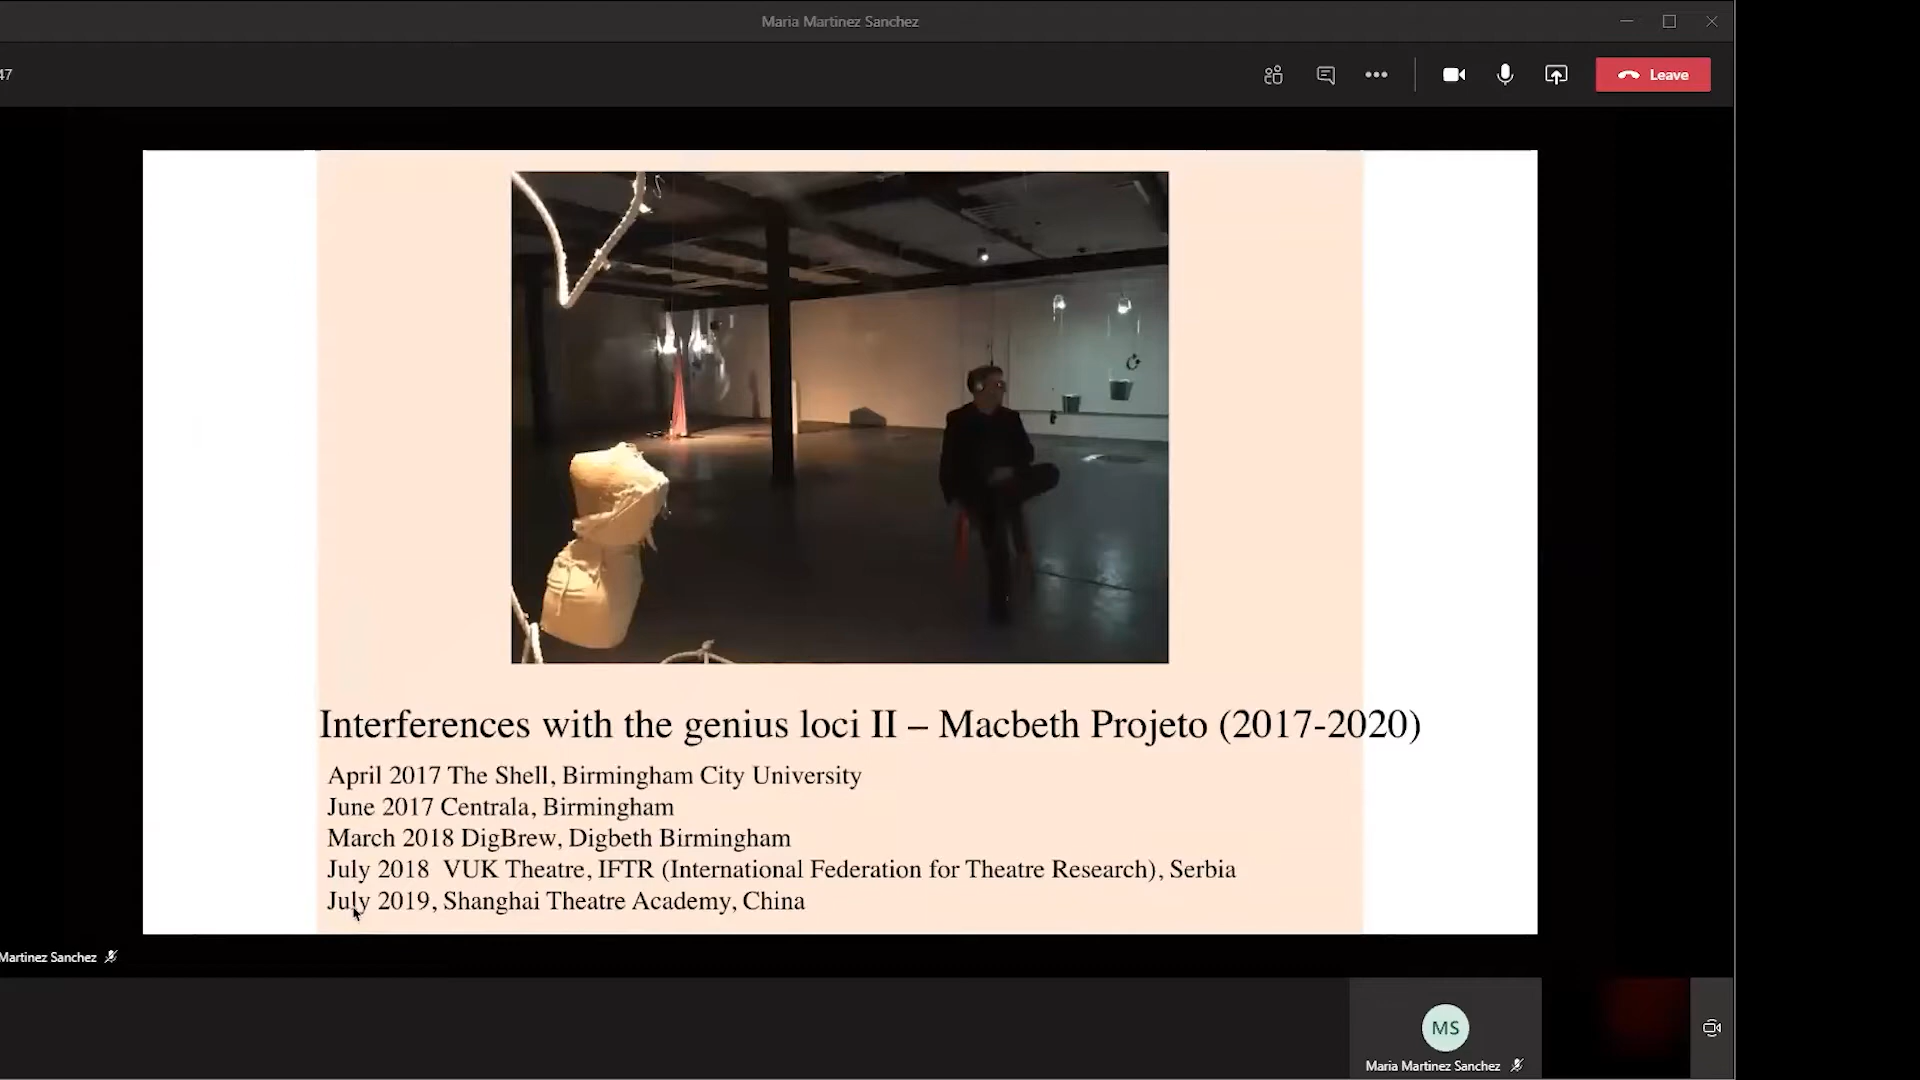 Maria Martinez Sanchez
47
Leave
Interferences with the genius loci II – Macbeth Projeto (2017-2020)
April 2017 The Shell, Birmingham City University
June 2017 Centrala, Birmingham
March 2018 DigBrew, Digbeth Birmingham
July 2018  VUK Theatre, IFTR (International Federation for Theatre Research), Serbia
July 2019, Shanghai Theatre Academy, China
Martinez Sanchez
MS
Maria Martinez Sanchez